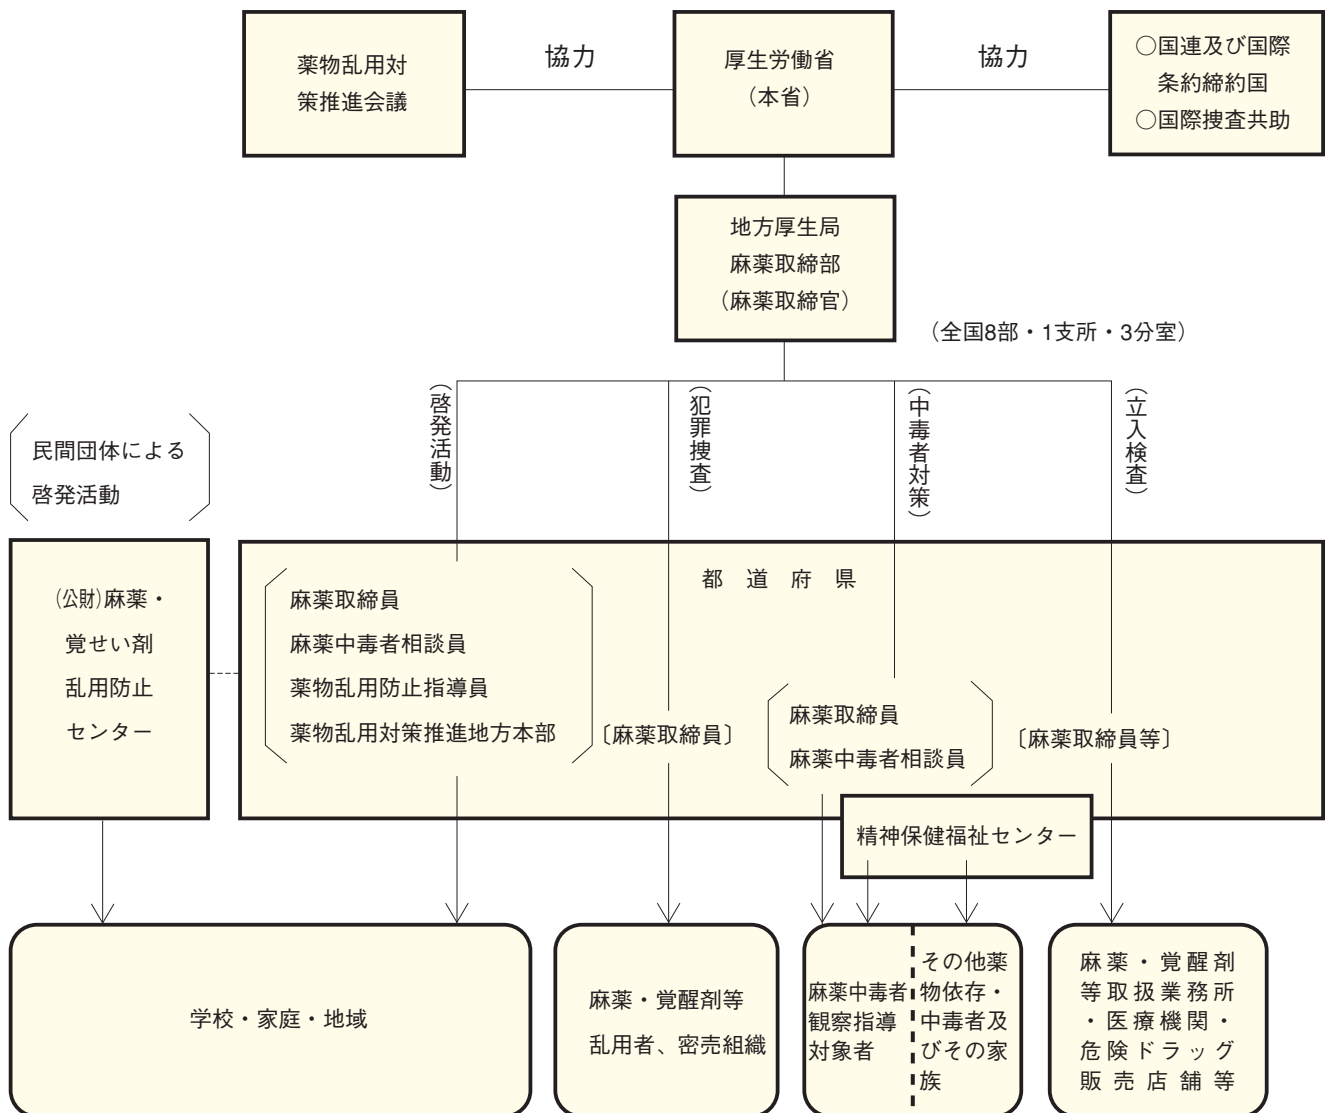 薬物乱用対
策推進会議
協力
厚生労働省
（本省）
協力
○国連及び国際
条約締約国
○国際捜査共助
地方厚生局
麻薬取締部
（麻薬取締官）
（全国8部・1支所・3分室）
（啓発活動）
（犯罪捜査）
（中毒者対策）
（立入検査）
民間団体による
啓発活動
(公財)麻薬・
覚せい剤
乱用防止
センター
都道府県
麻薬取締員
麻薬中毒者相談員
薬物乱用防止指導員
薬物乱用対策推進地方本部
〔麻薬取締員〕
麻薬取締員
麻薬中毒者相談員
〔麻薬取締員等〕
精神保健福祉センター
学校・家庭・地域
麻薬・覚醒剤等
乱用者、密売組織
麻薬中毒者
観察指導
対象者
その他薬
物依存・
中毒者及
びその家
族
麻薬・覚醒剤
等取扱業務所
・医療機関・
危険ドラッグ
販売店舗等